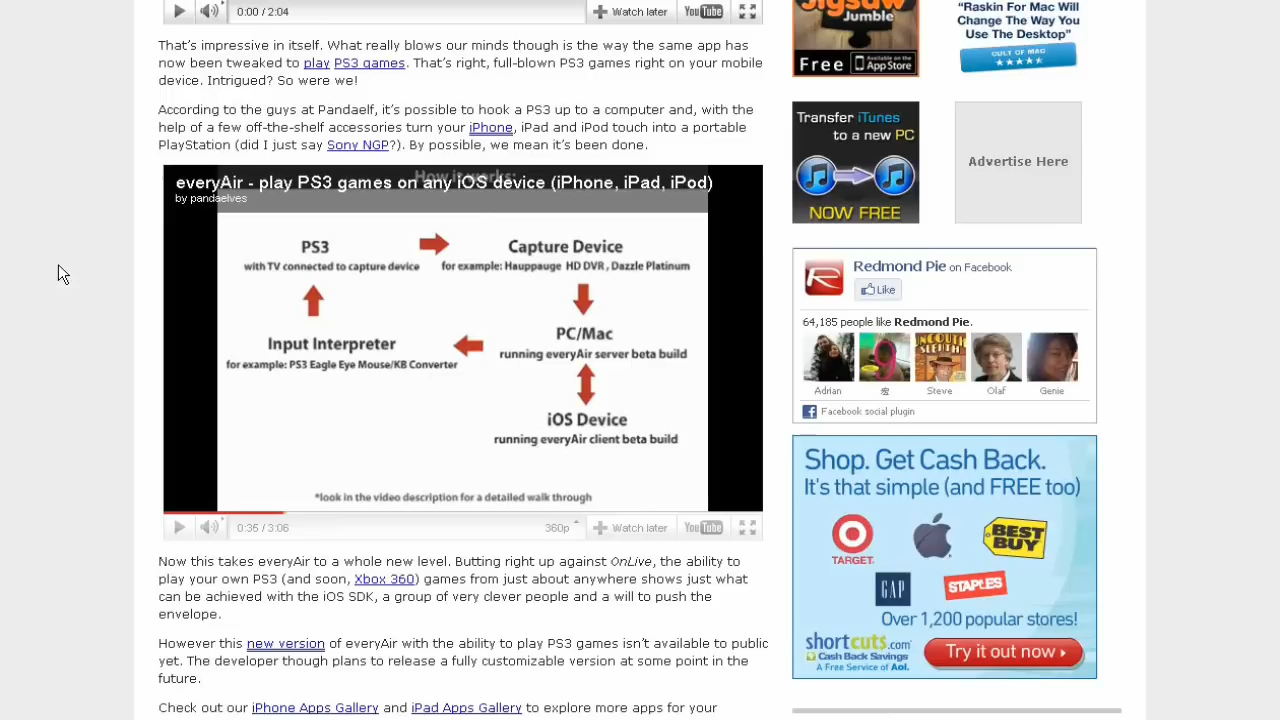 0:00 / 2:04
Watch later
YouTube
That's impressive in itself. What really blows our minds though is the way the same app has
now been tweaked to play PS3 games. That's right, full-blown PS3 games right on your mobile
device. Intrigued? So were we!
According to the guys at Pandaelf, it's possible to hook a PS3 up to a computer and, with the
help of a few off-the-shelf accessories turn your iPhone, iPad and iPod touch into a portable
PlayStation (did I just say Sony NGP?). By possible, we mean it's been done.
How it works:
everyAir - play PS3 games on any iOS device (iPhone, iPad, iPod)
by pandaelves
PS3
with TV connected to capture device
Capture Device
for example: Hauppauge HD DVR, Dazzle Platinum
Input Interpreter
for example: PS3 Eagle Eye Mouse/KB Converter
PC/Mac
running everyAir server beta build
iOS Device
running everyAir client beta build
*look in the video description for a detailed walk through
0:35 / 3:06
360p
Watch later
YouTube
Now this takes everyAir to a whole new level. Butting right up against OnLive, the ability to
play your own PS3 (and soon, Xbox 360) games from just about anywhere shows just what
can be achieved with the iOS SDK, a group of very clever people and a will to push the
envelope.
However this new version of everyAir with the ability to play PS3 games isn't available to public
yet. The developer though plans to release a fully customizable version at some point in the
future.
Check out our iPhone Apps Gallery and iPad Apps Gallery to explore more apps for your
Jigsaw
Jumble
Free
Available on the
App Store
"Raskin For Mac Will
Change The Way You
Use The Desktop"
CULT OF MAC
Transfer iTunes
to a new PC
NOW FREE
Advertise Here
Redmond Pie on Facebook
Like
64,185 people like Redmond Pie.
UNCOUTH
SLEUTH
Adrian
Steve
Olaf
Genie
Facebook social plugin
Shop. Get Cash Back.
It's that simple (and FREE too)
TARGET
BEST
BUY
GAP
STAPLES
Over 1,200 popular stores!
shortcuts.com
Cash Back Savings
A Free Service of Aol.
Try it out now